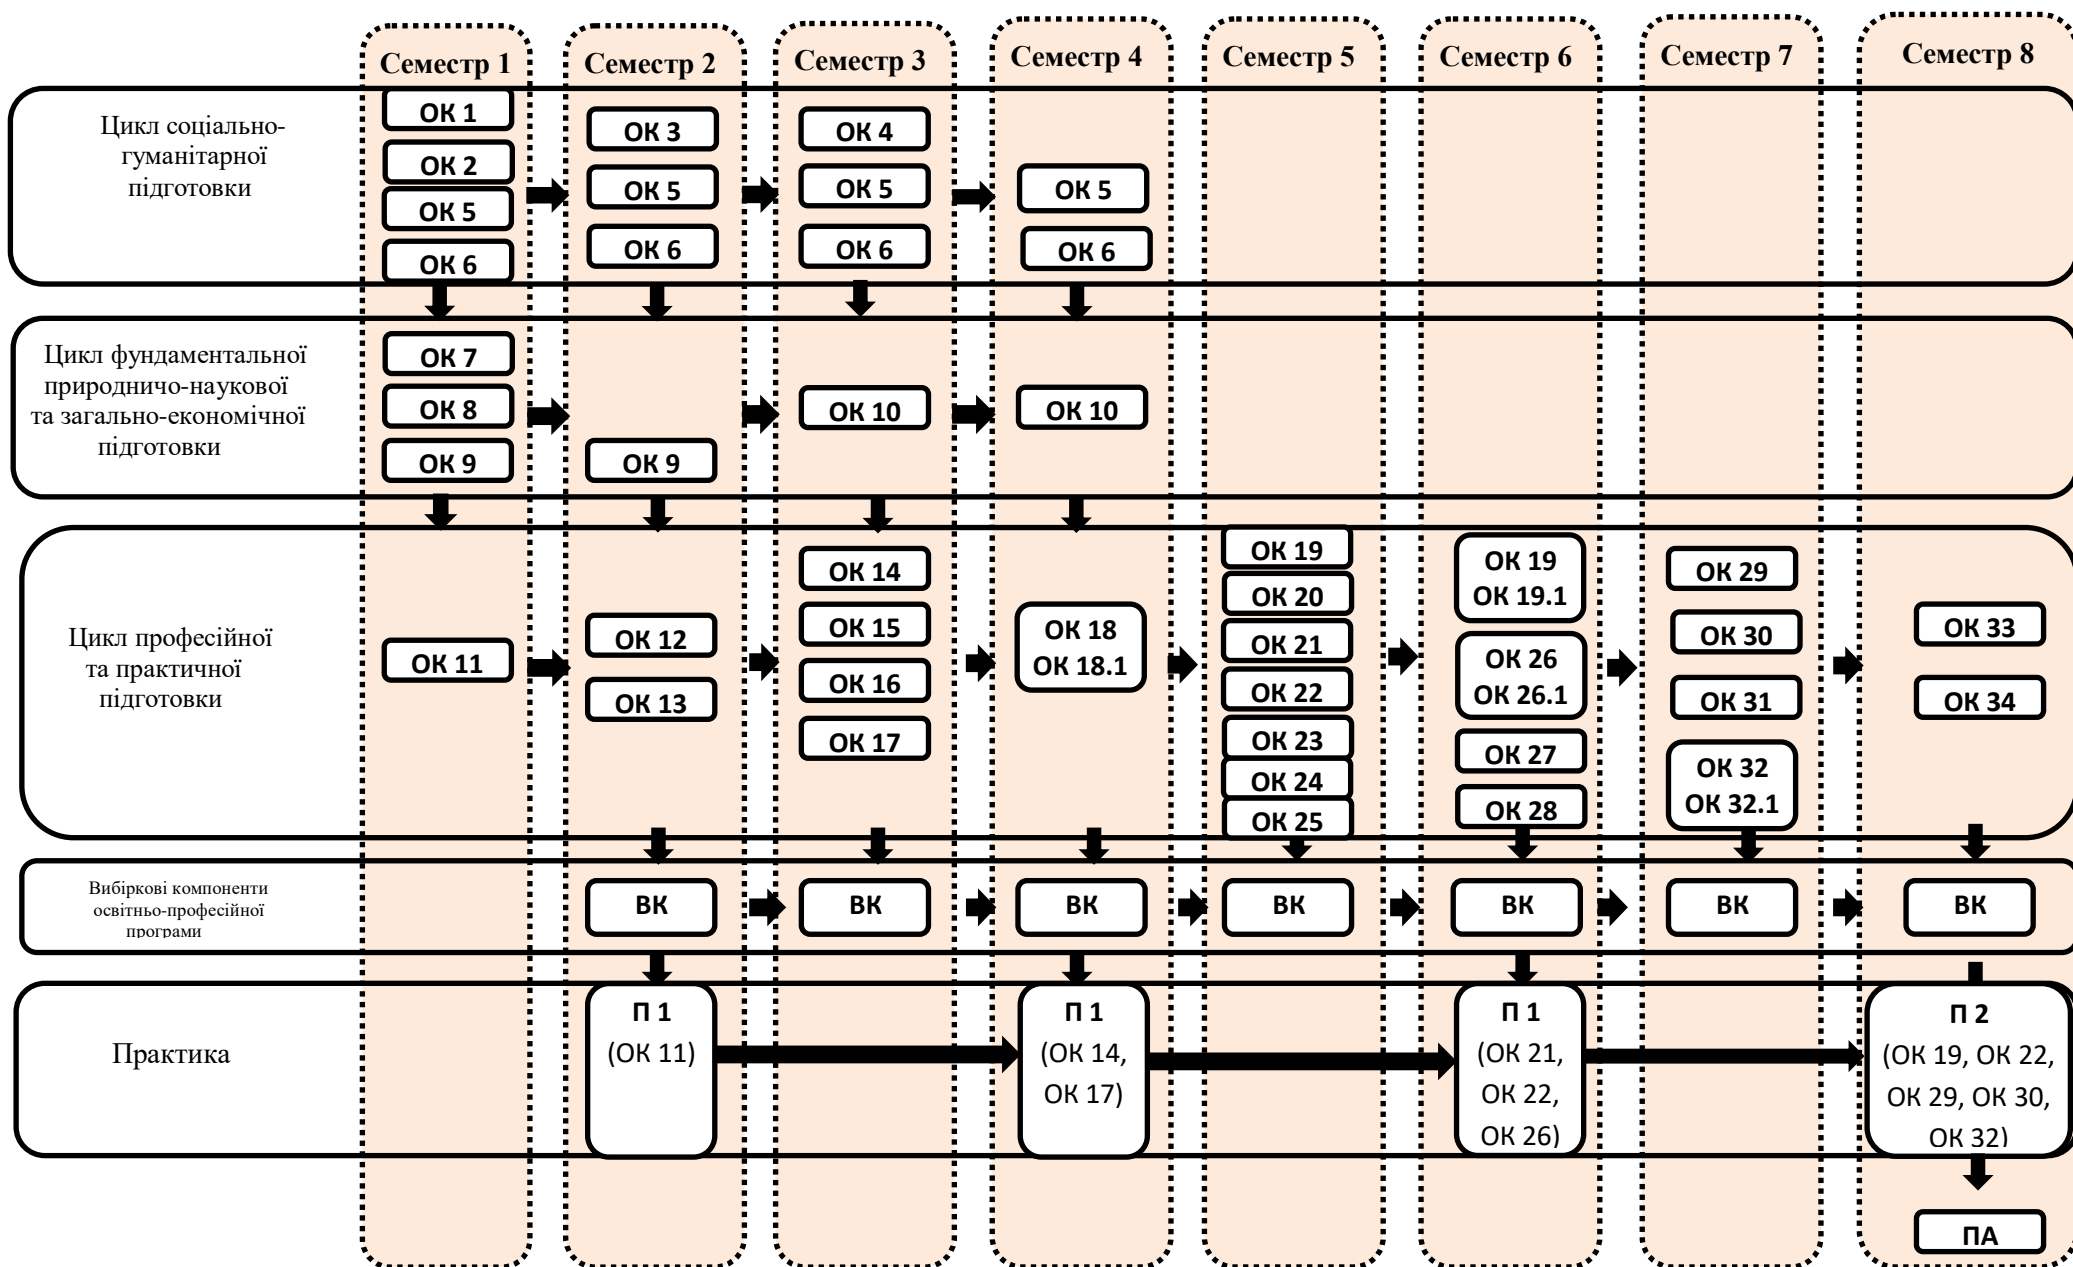 Семестр 1
Семестр 2
Семестр 3
Семестр 4
Семестр 5
Семестр 6
Семестр 7
Семестр 8
Цикл соціально-
гуманітарної
підготовки
ОК 1
ОК 2
ОК 5
ОК 6
ОК 3
ОК 5
ОК 6
ОК 4
ОК 5
ОК 6
ОК 5
ОК 6
Цикл фундаментальної
природничо-наукової
та загально-економічної
підготовки
ОК 7
ОК 8
ОК 9
ОК 9
ОК 10
ОК 10
Цикл професійної
та практичної
підготовки
ОК 11
ОК 12
ОК 13
ОК 14
ОК 15
ОК 16
ОК 17
ОК 18
ОК 18.1
ОК 19
ОК 20
ОК 21
ОК 22
ОК 23
ОК 24
ОК 25
ОК 19
ОК 19.1
ОК 26
ОК 26.1
ОК 27
ОК 28
ОК 29
ОК 30
ОК 31
ОК 32
ОК 32.1
ОК 33
ОК 34
Вибіркові компоненти
освітньо-професійної
програми
ВК
ВК
ВК
ВК
ВК
ВК
ВК
Практика
П 1
(ОК 11)
П 1
(ОК 14,
ОК 17)
П 1
(ОК 21,
ОК 22,
ОК 26)
П 2
(ОК 19, ОК 22,
ОК 29, ОК 30,
ОК 32)
ПА